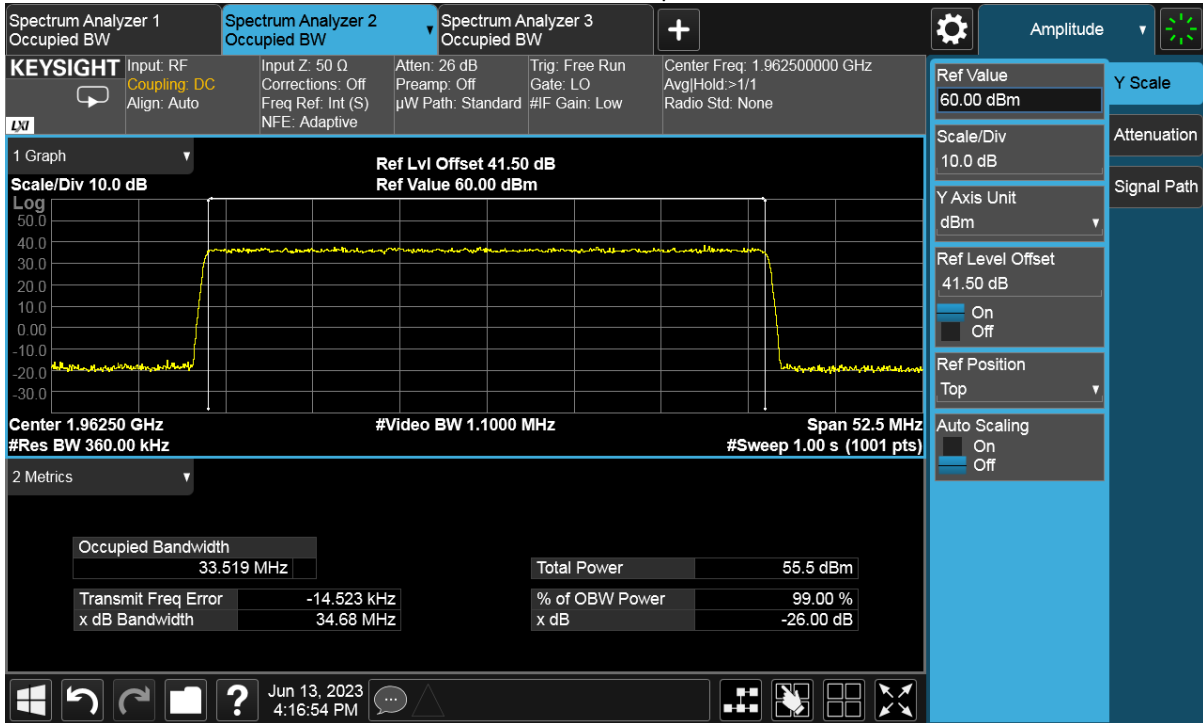 Spectrum Analyzer 1
Occupied BW
Spectrum Analyzer 2
Occupied BW
Spectrum Analyzer 3
Occupied BW
+
Amplitude
KEYSIGHT
LXI
Input: RF
Coupling: DC
Align: Auto
Input Z: 50 Ω
Corrections: Off
Freq Ref: Int (S)
NFE: Adaptive
Atten: 26 dB
Preamp: Off
µW Path: Standard
Trig: Free Run
Gate: LO
#IF Gain: Low
Center Freq: 1.962500000 GHz
Avg|Hold:>1/1
Radio Std: None
1 Graph
Scale/Div 10.0 dB
Ref Lvl Offset 41.50 dB
Ref Value 60.00 dBm
Log
50.0
40.0
30.0
20.0
10.0
0.00
-10.0
-20.0
-30.0
Center 1.96250 GHz
#Res BW 360.00 kHz
#Video BW 1.1000 MHz
Span 52.5 MHz
#Sweep 1.00 s (1001 pts)
2 Metrics
Occupied Bandwidth
33.519 MHz
Transmit Freq Error -14.523 kHz
x dB Bandwidth 34.68 MHz
Total Power 55.5 dBm
% of OBW Power 99.00 %
x dB -26.00 dB
Ref Value
60.00 dBm
Scale/Div
10.0 dB
Y Axis Unit
dBm
Ref Level Offset
41.50 dB
On
Off
Ref Position
Top
Auto Scaling
On
Off
Y Scale
Attenuation
Signal Path
?
Jun 13, 2023
4:16:54 PM